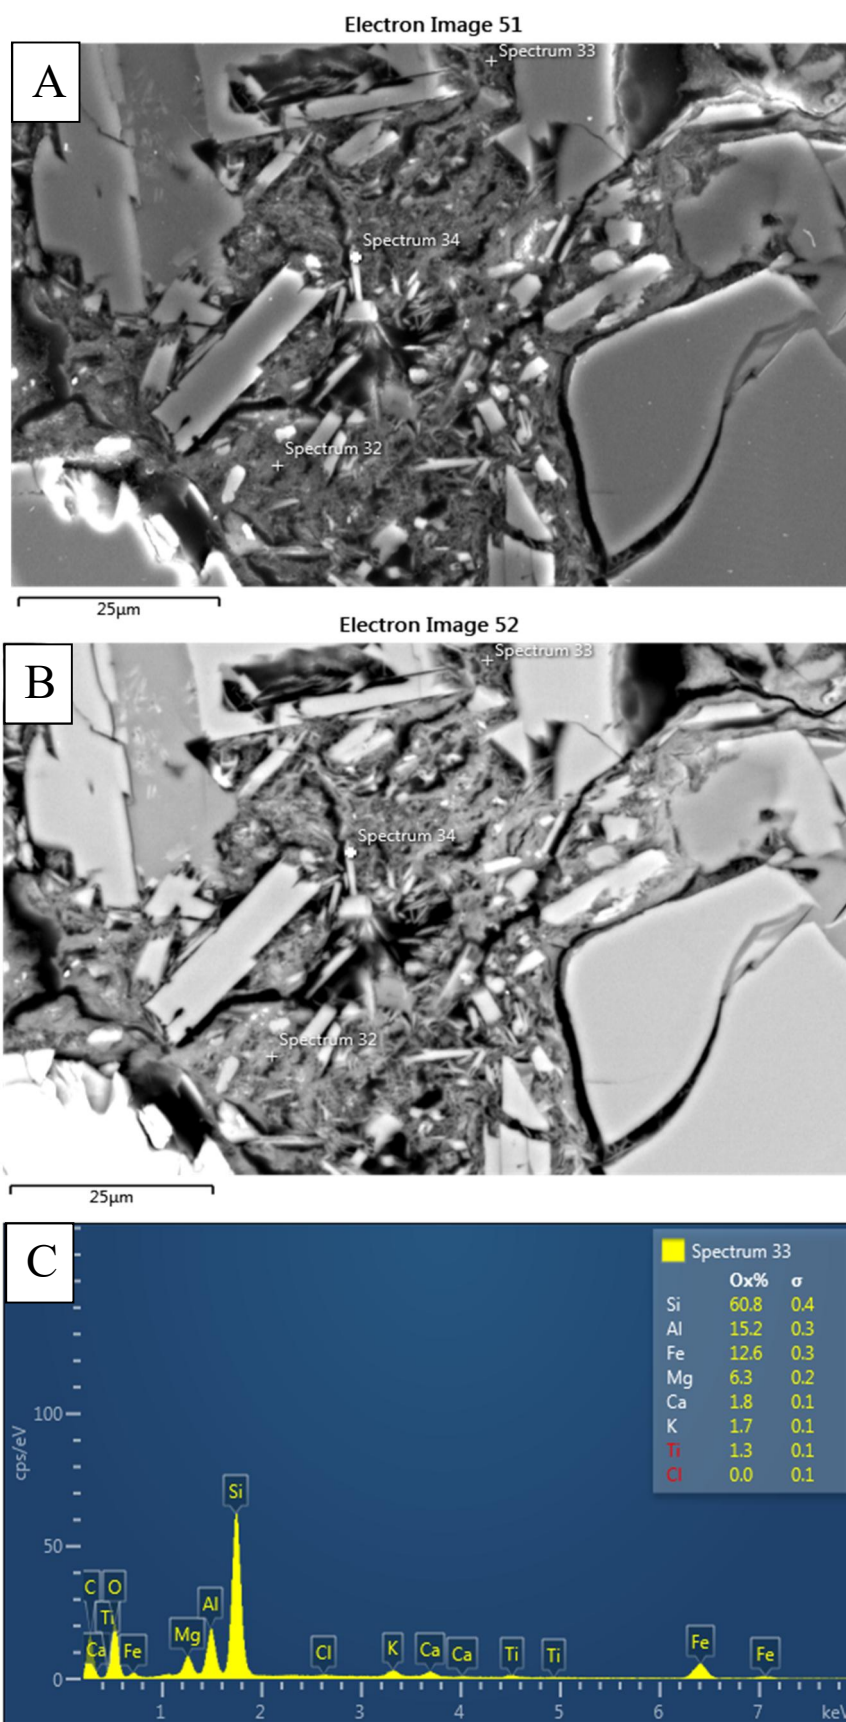 Electron Image 51
A
Spectrum 33
Spectrum 34
Spectrum 32
25µm
Electron Image 52
B
Spectrum 33
Spectrum 34
Spectrum 32
25µm
C
Spectrum 33
Ox% σ
Si 60.8 0.4
Al 15.2 0.3
Fe 12.6 0.3
Mg 6.3 0.2
Ca 1.8 0.1
K 1.7 0.1
Ti 1.3 0.1
Cl 0.0 0.1
100
cps/eV
50
0
Si
C O
Ti
Ca Fe
Mg
Al
Cl
K
Ca
Ca
Ti
Ti
Fe
Fe
1 2 3 4 5 6 7 keV